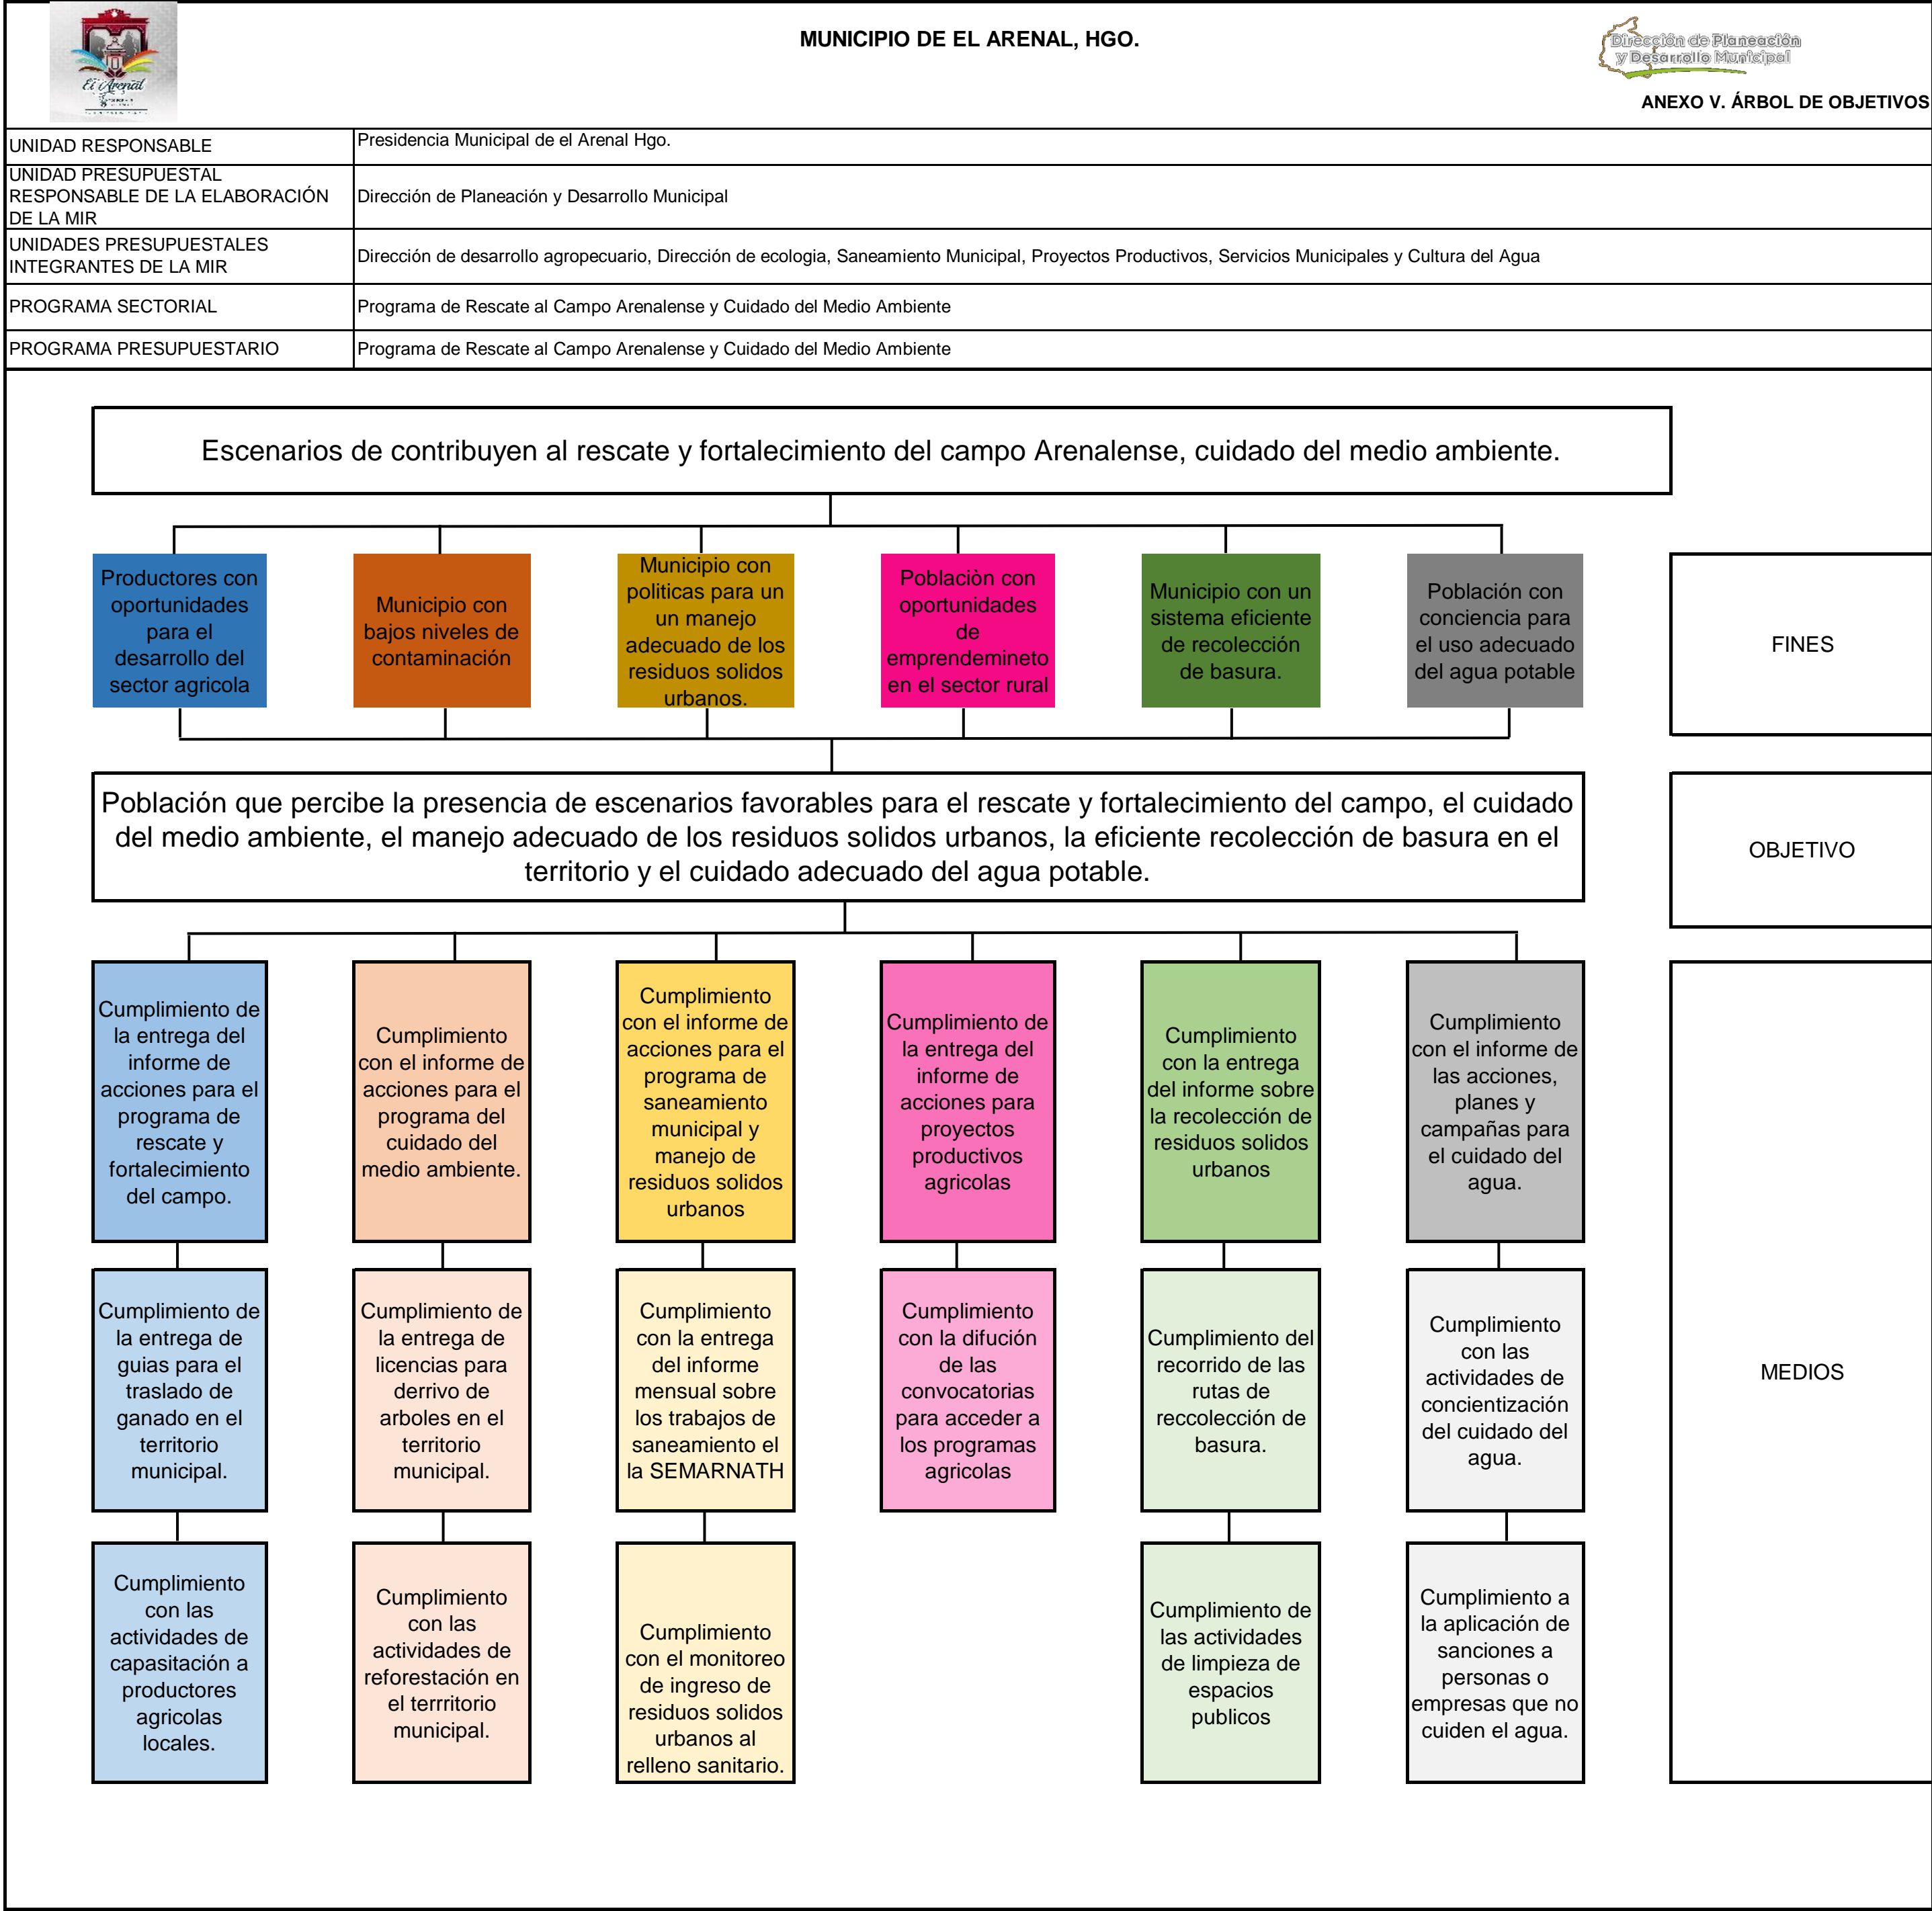 El Arenal
MUNICIPIO DE EL ARENAL, HGO.
Dirección de Planeación
y Desarrollo Municipal
ANEXO V. ÁRBOL DE OBJETIVOS
UNIDAD RESPONSABLE
Presidencia Municipal de el Arenal Hgo.
UNIDAD PRESUPUESTAL
RESPONSABLE DE LA ELABORACIÓN
DE LA MIR
Dirección de Planeación y Desarrollo Municipal
UNIDADES PRESUPUESTALES
INTEGRANTES DE LA MIR
Dirección de desarrollo agropecuario, Dirección de ecologia, Saneamiento Municipal, Proyectos Productivos, Servicios Municipales y Cultura del Agua
PROGRAMA SECTORIAL
Programa de Rescate al Campo Arenalense y Cuidado del Medio Ambiente
PROGRAMA PRESUPUESTARIO
Programa de Rescate al Campo Arenalense y Cuidado del Medio Ambiente
Escenarios de contribuyen al rescate y fortalecimiento del campo Arenalense, cuidado del medio ambiente.
Productores con
oportunidades
para el
desarrollo del
sector agricola
Municipio con
bajos niveles de
contaminación
Municipio con
politicas para un
un manejo
adecuado de los
residuos solidos
urbanos.
Poblaciòn con
oportunidades
de
emprendemineto
en el sector rural
Municipio con un
sistema eficiente
de recolección
de basura.
Población con
conciencia para
el uso adecuado
del agua potable
FINES
Población que percibe la presencia de escenarios favorables para el rescate y fortalecimiento del campo, el cuidado
del medio ambiente, el manejo adecuado de los residuos solidos urbanos, la eficiente recolección de basura en el
territorio y el cuidado adecuado del agua potable.
OBJETIVO
Cumplimiento de
la entrega del
informe de
acciones para el
programa de
rescate y
fortalecimiento
del campo.
Cumplimiento
con el informe de
acciones para el
programa del
cuidado del
medio ambiente.
Cumplimiento
con el informe de
acciones para el
programa de
saneamiento
municipal y
manejo de
residuos solidos
urbanos
Cumplimiento de
la entrega del
informe de
acciones para
proyectos
productivos
agricolas
Cumplimiento
con la entrega
del informe sobre
la recolección de
residuos solidos
urbanos
Cumplimiento
con el informe de
las acciones,
planes y
campañas para
el cuidado del
agua.
Cumplimiento de
la entrega de
guias para el
traslado de
ganado en el
territorio
municipal.
Cumplimiento de
la entrega de
licencias para
derrivo de
arboles en el
territorio
municipal.
Cumplimiento
con la entrega
del informe
mensual sobre
los trabajos de
saneamiento el
la SEMARNATH
Cumplimiento
con la difución
de las
convocatorias
para acceder a
los programas
agricolas
Cumplimiento del
recorrido de las
rutas de
reccolección de
basura.
Cumplimiento
con las
actividades de
concientización
del cuidado del
agua.
MEDIOS
Cumplimiento
con las
actividades de
capasitación a
productores
agricolas
locales.
Cumplimiento
con las
actividades de
reforestación en
el terrritorio
municipal.
Cumplimiento
con el monitoreo
de ingreso de
residuos solidos
urbanos al
relleno sanitario.
Cumplimiento de
las actividades
de limpieza de
espacios
publicos
Cumplimiento a
la aplicación de
sanciones a
personas o
empresas que no
cuiden el agua.